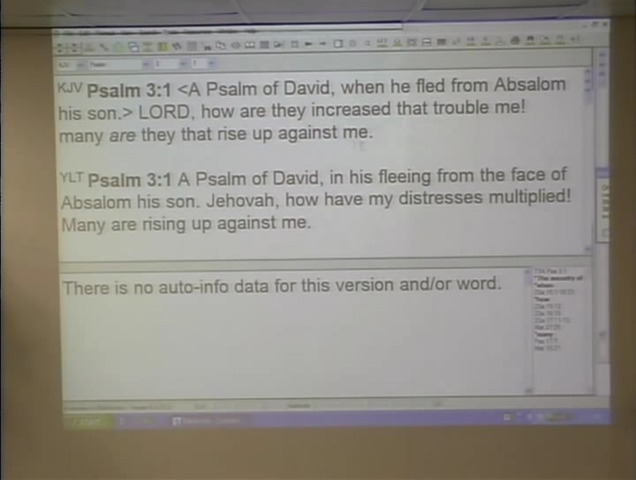 KJV Psalm 3:1 <A Psalm of David, when he fled from Absalom
his son.> LORD, how are they increased that trouble me!
many are they that rise up against me.
YLT Psalm 3:1 A Psalm of David, in his fleeing from the face of
Absalom his son. Jehovah, how have my distresses multiplied!
Many are rising up against me.
There is no auto-info data for this version and/or word.